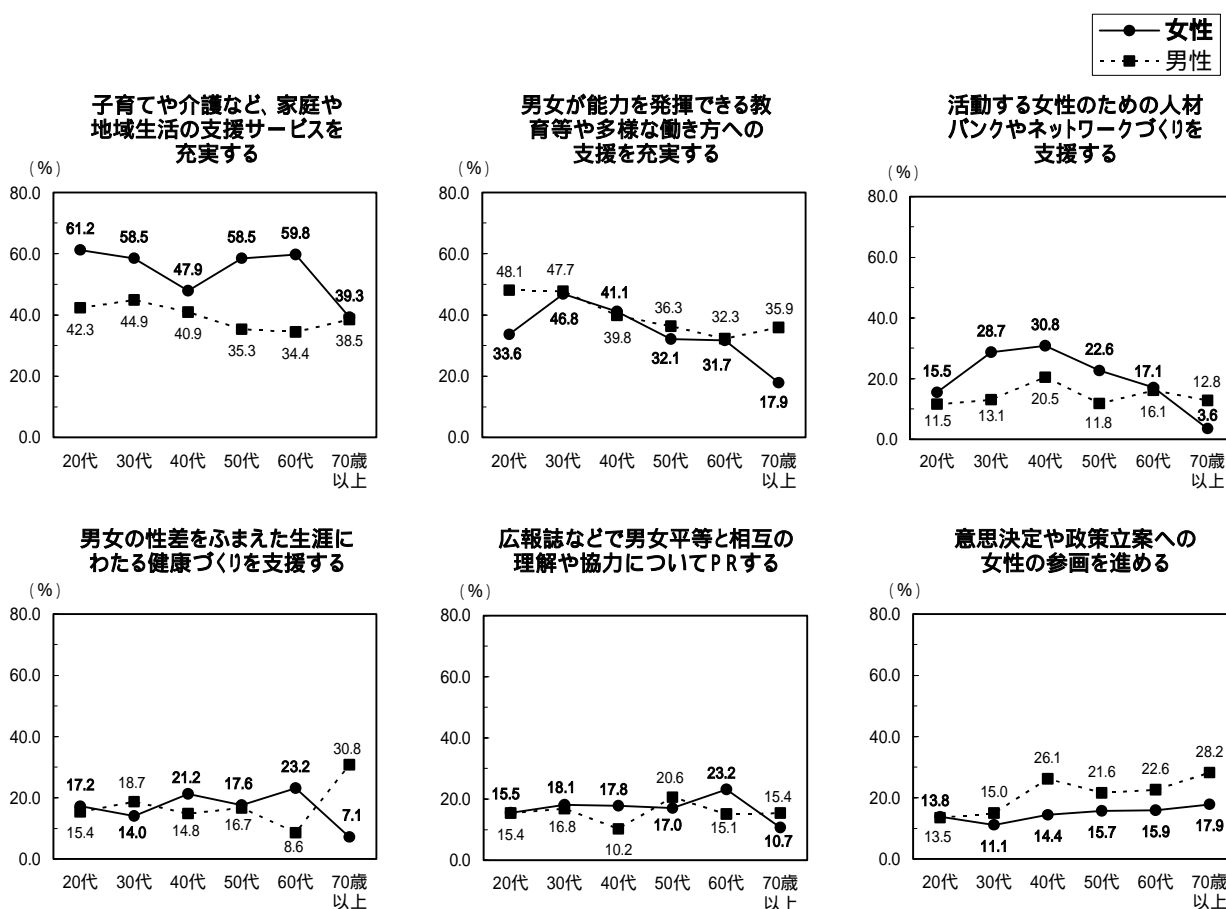 女性
男性
子育てや介護など、家庭や
地域生活の支援サービスを
充実する
(%)
80.0
60.0
40.0
20.0
0.0
61.2
58.5
47.9
58.5
59.8
39.3
42.3
44.9
40.9
35.3
34.4
38.5
20代
30代
40代
50代
60代
70歳
以上
男女が能力を発揮できる教
育等や多様な働き方への
支援を充実する
(%)
80.0
60.0
40.0
20.0
0.0
48.1
47.7
41.1
36.3
32.3
35.9
33.6
46.8
39.8
32.1
31.7
17.9
20代
30代
40代
50代
60代
70歳
以上
活動する女性のための人材
バンクやネットワークづくりを
支援する
(%)
80.0
60.0
40.0
20.0
0.0
15.5
28.7
30.8
22.6
17.1
12.8
11.5
13.1
20.5
11.8
16.1
3.6
20代
30代
40代
50代
60代
70歳
以上
男女の性差をふまえた生涯に
わたる健康づくりを支援する
(%)
80.0
60.0
40.0
20.0
0.0
17.2
18.7
21.2
17.6
23.2
30.8
15.4
14.0
14.8
16.7
8.6
7.1
20代
30代
40代
50代
60代
70歳
以上
広報誌などで男女平等と相互の
理解や協力についてPRする
(%)
80.0
60.0
40.0
20.0
0.0
15.5
18.1
17.8
20.6
23.2
15.4
15.4
16.8
10.2
17.0
15.1
10.7
20代
30代
40代
50代
60代
70歳
以上
意思決定や政策立案への
女性の参画を進める
(%)
80.0
60.0
40.0
20.0
0.0
13.8
15.0
26.1
21.6
22.6
28.2
13.5
11.1
14.4
15.7
15.9
17.9
20代
30代
40代
50代
60代
70歳
以上